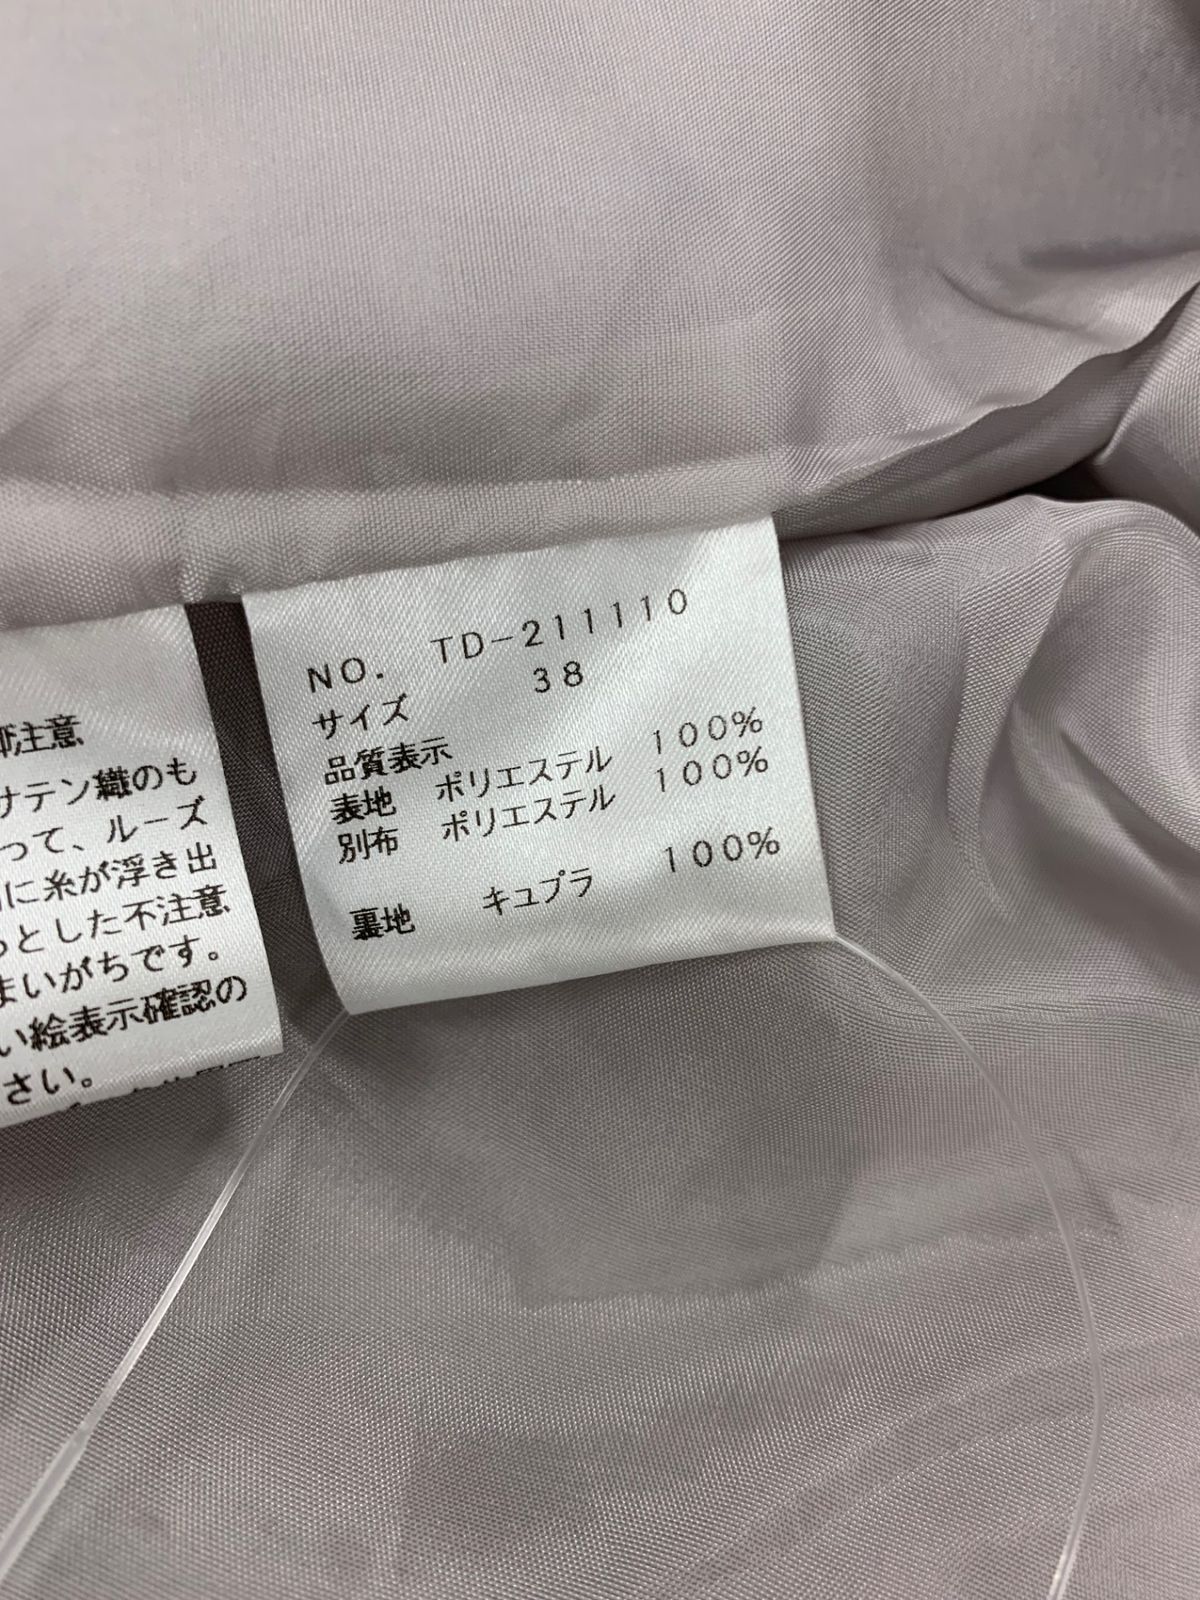 注意
サテン織のも
って、ルーズ
に糸が浮き出
とした不注意
まいがちです。
い絵表示確認の
さい。
NO. TD-211110
サイズ 38
品質表示
表地 ポリエステル 100%
別布 ポリエステル 100%
裏地 キュプラ 100%